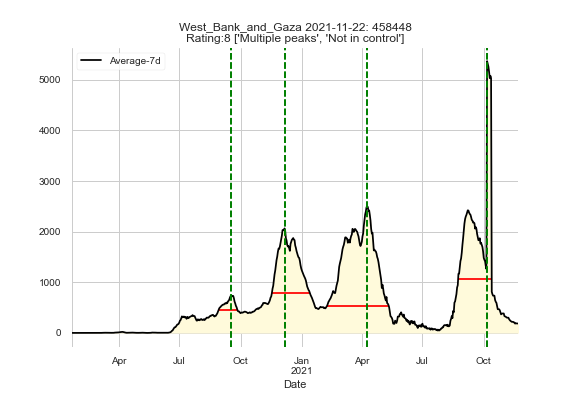 West_Bank_and_Gaza 2021-11-22: 458448
Rating:8 ['Multiple peaks', 'Not in control']
Average-7d
5000
4000
3000
2000
1000
0
Apr
Jul
Oct
Jan
2021
Apr
Jul
Oct
Date